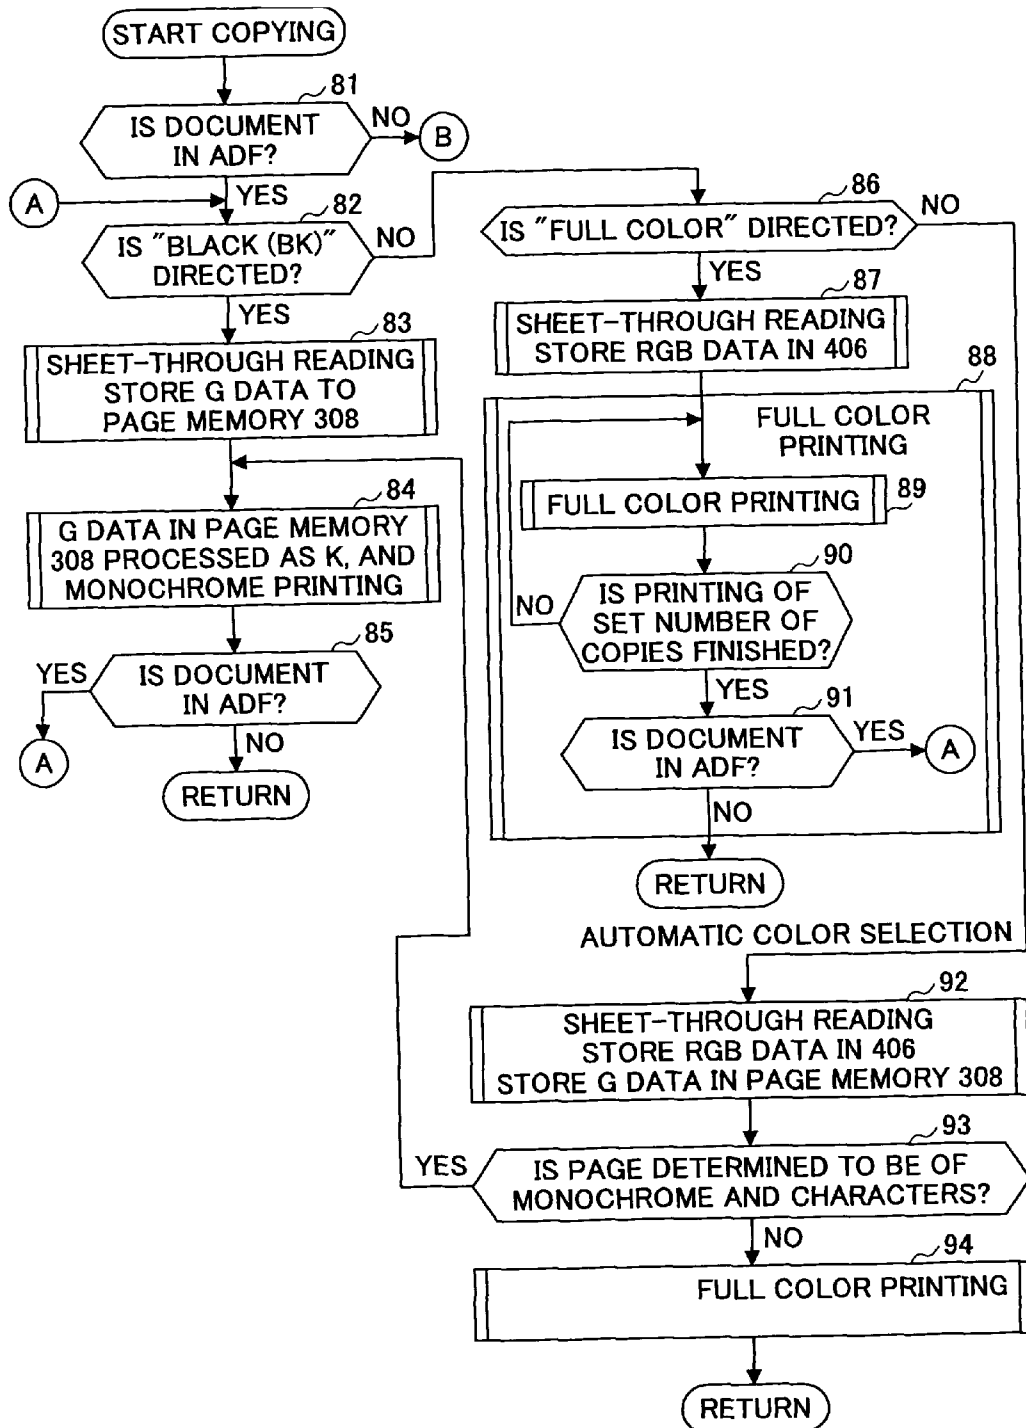 START COPYING
81
IS DOCUMENT
IN ADF?
NO
B
YES
A
82
IS "BLACK (BK)"
DIRECTED?
NO
YES
83
SHEET-THROUGH READING
STORE G DATA TO
PAGE MEMORY 308
84
G DATA IN PAGE MEMORY
308 PROCESSED AS K, AND
MONOCHROME PRINTING
85
IS DOCUMENT
IN ADF?
YES
A
NO
RETURN
86
IS "FULL COLOR" DIRECTED?
NO
YES
87
SHEET-THROUGH READING
STORE RGB DATA IN 406
88
FULL COLOR
PRINTING
FULL COLOR PRINTING
89
90
IS PRINTING OF
SET NUMBER OF
COPIES FINISHED?
NO
YES
91
IS DOCUMENT
IN ADF?
YES
A
NO
RETURN
AUTOMATIC COLOR SELECTION
92
SHEET-THROUGH READING
STORE RGB DATA IN 406
STORE G DATA IN PAGE MEMORY 308
93
IS PAGE DETERMINED TO BE OF
MONOCHROME AND CHARACTERS?
YES
NO
94
FULL COLOR PRINTING
RETURN